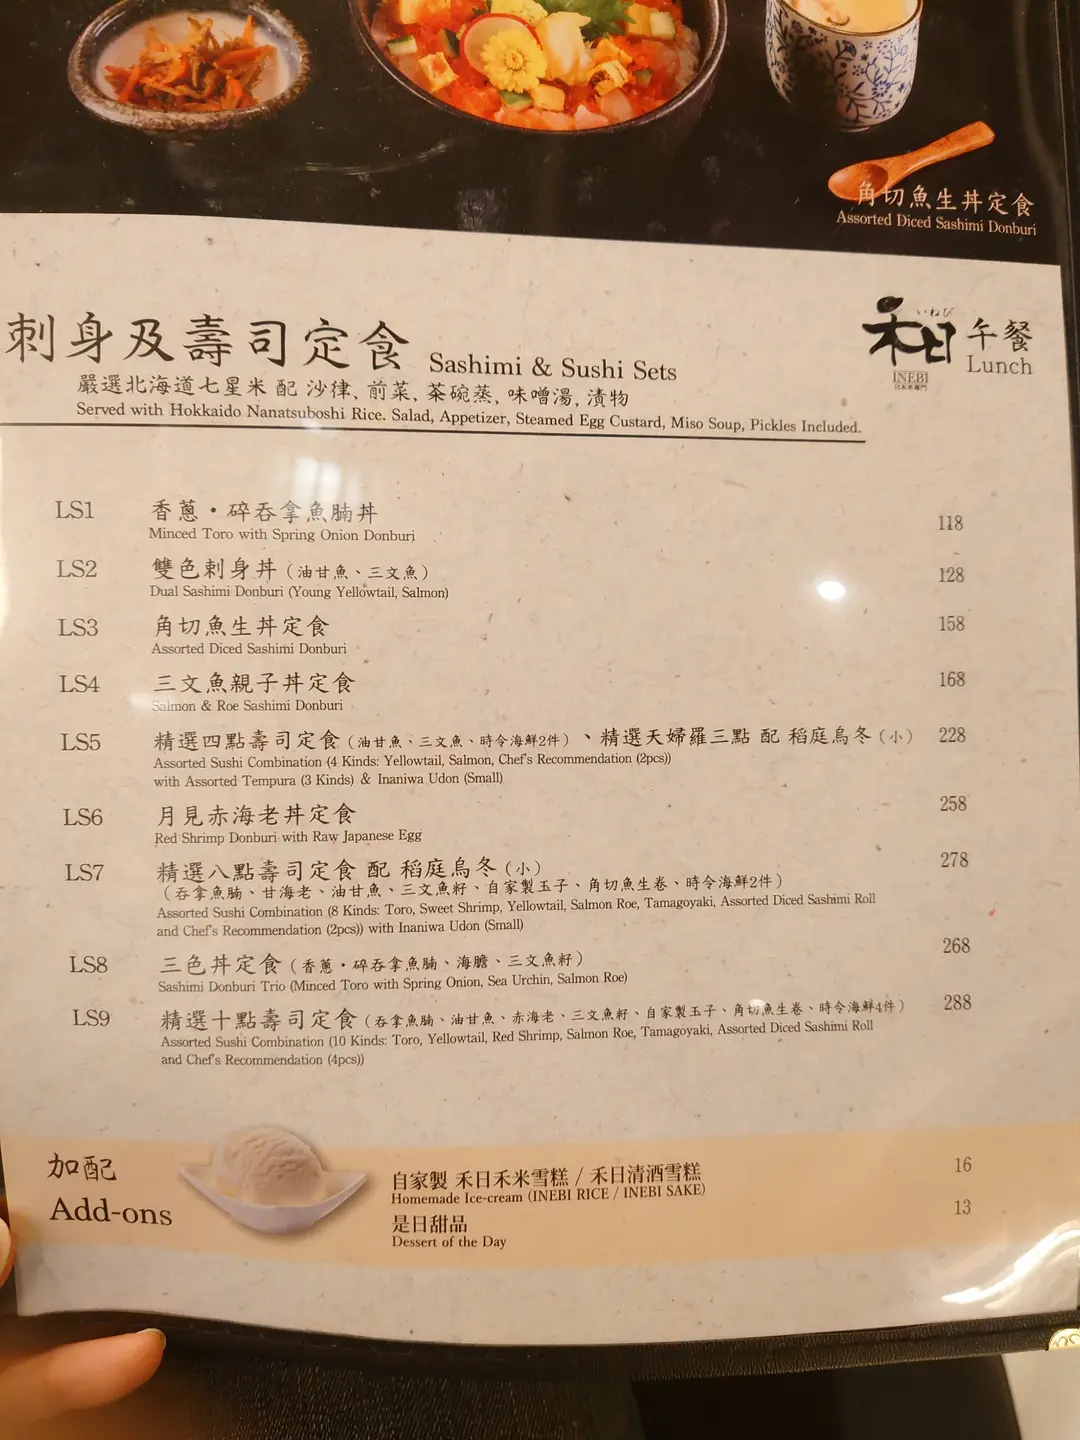 角切魚生丼定食
Assorted Diced Sashimi Donburi
刺身及壽司定食 Sashimi & Sushi Sets
嚴選北海道七星米 配 沙律, 前菜, 茶碗蒸, 味噌湯, 漬物
Served with Hokkaido Nanatsuboshi Rice. Salad, Appetizer, Steamed Egg Custard, Miso Soup, Pickles Included.
いねび
禾日 午餐
INEBI Lunch
LS1 香蔥・碎吞拿魚腩丼 118
Minced Toro with Spring Onion Donburi
LS2 雙色刺身丼（油甘魚、三文魚） 128
Dual Sashimi Donburi (Young Yellowtail, Salmon)
LS3 角切魚生丼定食 158
Assorted Diced Sashimi Donburi
LS4 三文魚親子丼定食 168
Salmon & Roe Sashimi Donburi
LS5 精選四點壽司定食（油甘魚、三文魚、時令海鮮2件）、精選天婦羅三點 配 稻庭烏冬（小） 228
Assorted Sushi Combination (4 Kinds: Yellowtail, Salmon, Chef's Recommendation (2pcs))
with Assorted Tempura (3 Kinds) & Inaniwa Udon (Small)
LS6 月見赤海老丼定食 258
Red Shrimp Donburi with Raw Japanese Egg
LS7 精選八點壽司定食 配 稻庭烏冬（小） 278
（吞拿魚腩、甘海老、油甘魚、三文魚籽、自家製玉子、角切魚生卷、時令海鮮2件）
Assorted Sushi Combination (8 Kinds: Toro, Sweet Shrimp, Yellowtail, Salmon Roe, Tamagoyaki, Assorted Diced Sashimi Roll
and Chef's Recommendation (2pcs)) with Inaniwa Udon (Small)
LS8 三色丼定食（香蔥・碎吞拿魚腩、海膽、三文魚籽） 268
Sashimi Donburi Trio (Minced Toro with Spring Onion, Sea Urchin, Salmon Roe)
LS9 精選十點壽司定食（吞拿魚腩、油甘魚、赤海老、三文魚籽、自家製玉子、角切魚生卷、時令海鮮4件） 288
Assorted Sushi Combination (10 Kinds: Toro, Yellowtail, Red Shrimp, Salmon Roe, Tamagoyaki, Assorted Diced Sashimi Roll
and Chef's Recommendation (4pcs))
加配
Add-ons
自家製 禾日禾米雪糕 / 禾日清酒雪糕 16
Homemade Ice-cream (INEBI RICE / INEBI SAKE)
是日甜品 13
Dessert of the Day